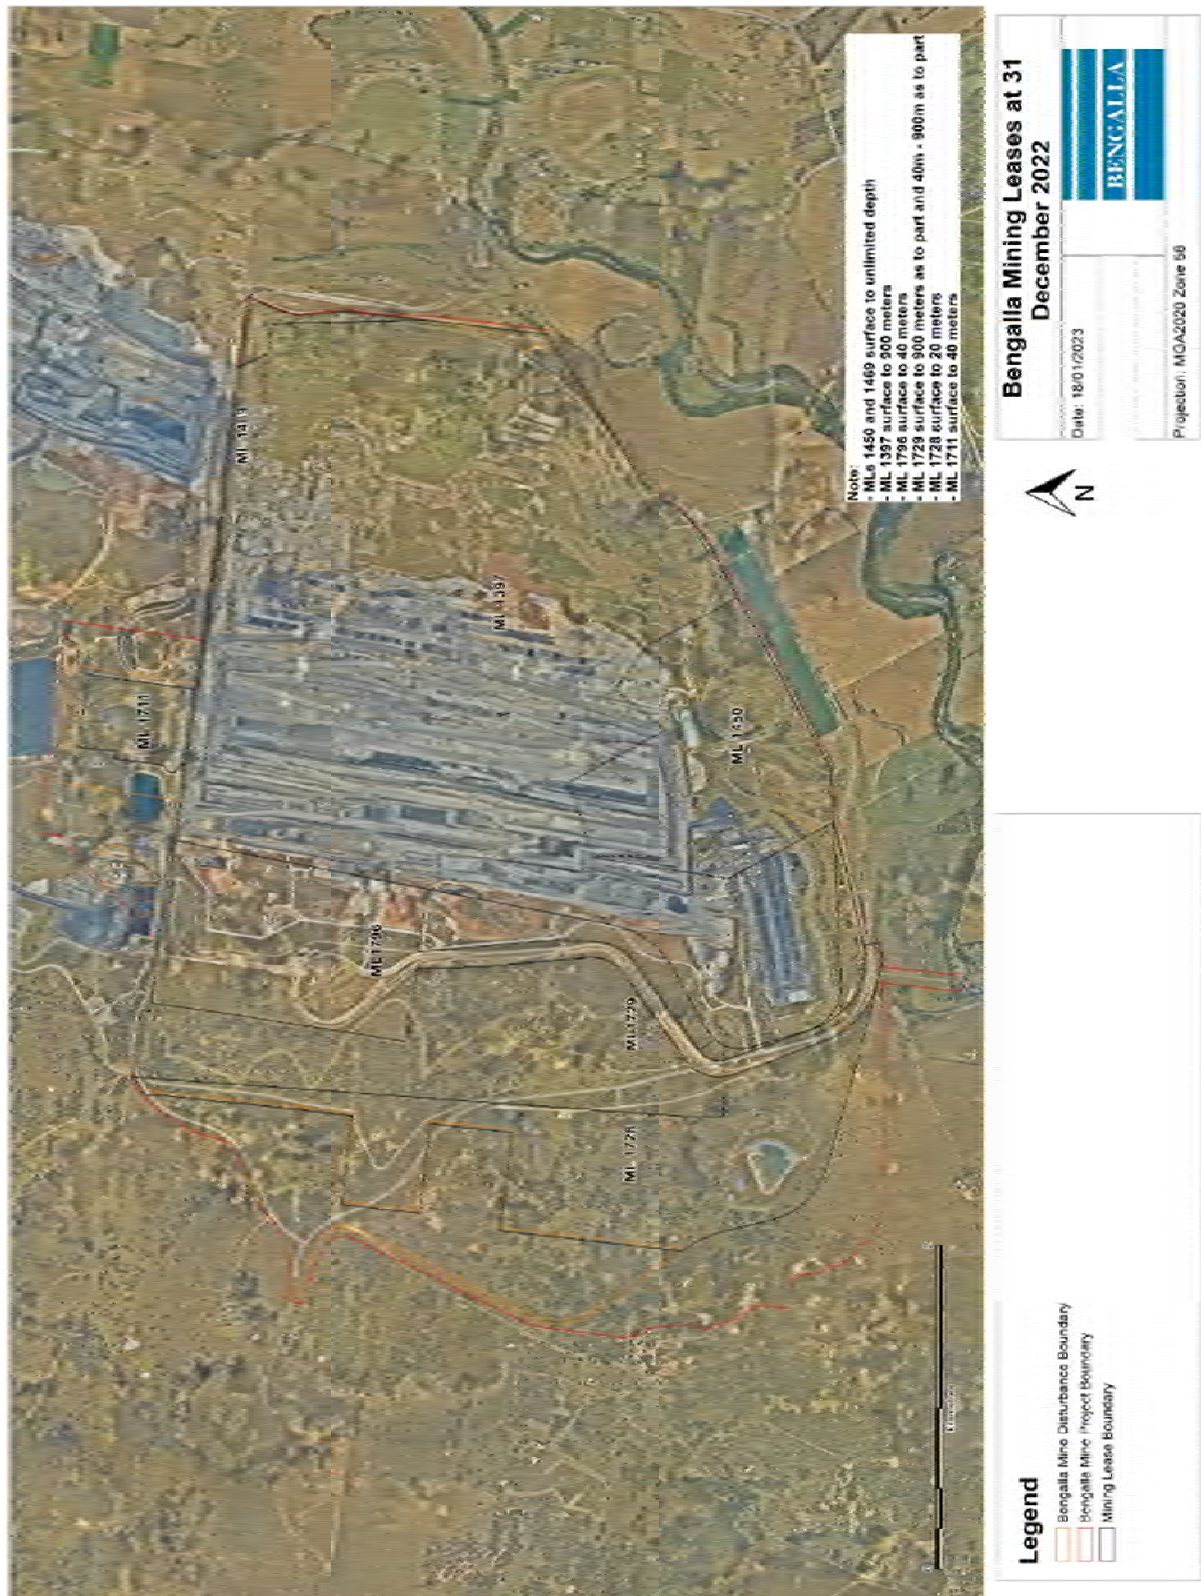 Bengalla Mining Leases at 31
December 2022
BENGALLA
Date: 18/01/2023
Projection: MGA2020 Zone 56
N
Note:
- MLs 1450 and 1469 surface to unlimited depth
- ML 1397 surface to 900 meters
- ML 1796 surface to 40 meters
- ML 1729 surface to 900 meters as to part and 40m - 900m as to part
- ML 1728 surface to 20 meters
- ML 1711 surface to 40 meters
ML 1469
ML 1711
ML 1397
ML 1450
ML1796
ML1729
ML 1728
Legend
Bengalla Mine Disturbance Boundary
Bengalla Mine Project Boundary
Mining Lease Boundary